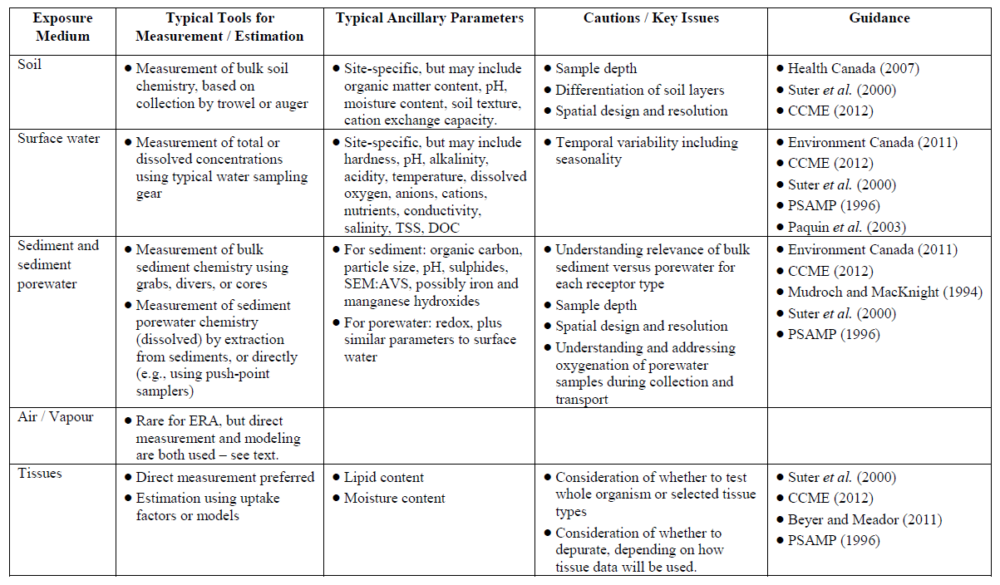 Exposure
Medium
Typical Tools for
Measurement / Estimation
Typical Ancillary Parameters
Cautions / Key Issues
Guidance
Soil
● Measurement of bulk soil
chemistry, based on
collection by trowel or auger
● Site-specific, but may include
organic matter content, pH,
moisture content, soil texture,
cation exchange capacity.
● Sample depth
● Differentiation of soil layers
● Spatial design and resolution
● Health Canada (2007)
● Suter et al. (2000)
● CCME (2012)
Surface water
● Measurement of total or
dissolved concentrations
using typical water sampling
gear
● Site-specific, but may include
hardness, pH, alkalinity,
acidity, temperature, dissolved
oxygen, anions, cations,
nutrients, conductivity,
salinity, TSS, DOC
● Temporal variability including
seasonality
● Environment Canada (2011)
● CCME (2012)
● Suter et al. (2000)
● PSAMP (1996)
● Paquin et al. (2003)
Sediment and
sediment
porewater
● Measurement of bulk
sediment chemistry using
grabs, divers, or cores
● Measurement of sediment
porewater chemistry
(dissolved) by extraction
from sediments, or directly
(e.g., using push-point
samplers)
● For sediment: organic carbon,
particle size, pH, sulphides,
SEM:AVS, possibly iron and
manganese hydroxides
● For porewater: redox, plus
similar parameters to surface
water
● Understanding relevance of bulk
sediment versus porewater for
each receptor type
● Sample depth
● Spatial design and resolution
● Understanding and addressing
oxygenation of porewater
samples during collection and
transport
● Environment Canada (2011)
● CCME (2012)
● Mudroch and MacKnight (1994)
● Suter et al. (2000)
● PSAMP (1996)
Air / Vapour
● Rare for ERA, but direct
measurement and modeling
are both used – see text.
Tissues
● Direct measurement preferred
● Estimation using uptake
factors or models
● Lipid content
● Moisture content
● Consideration of whether to test
whole organism or selected tissue
types
● Consideration of whether to
depurate, depending on how
tissue data will be used.
● Suter et al. (2000)
● CCME (2012)
● Beyer and Meador (2011)
● PSAMP (1996)